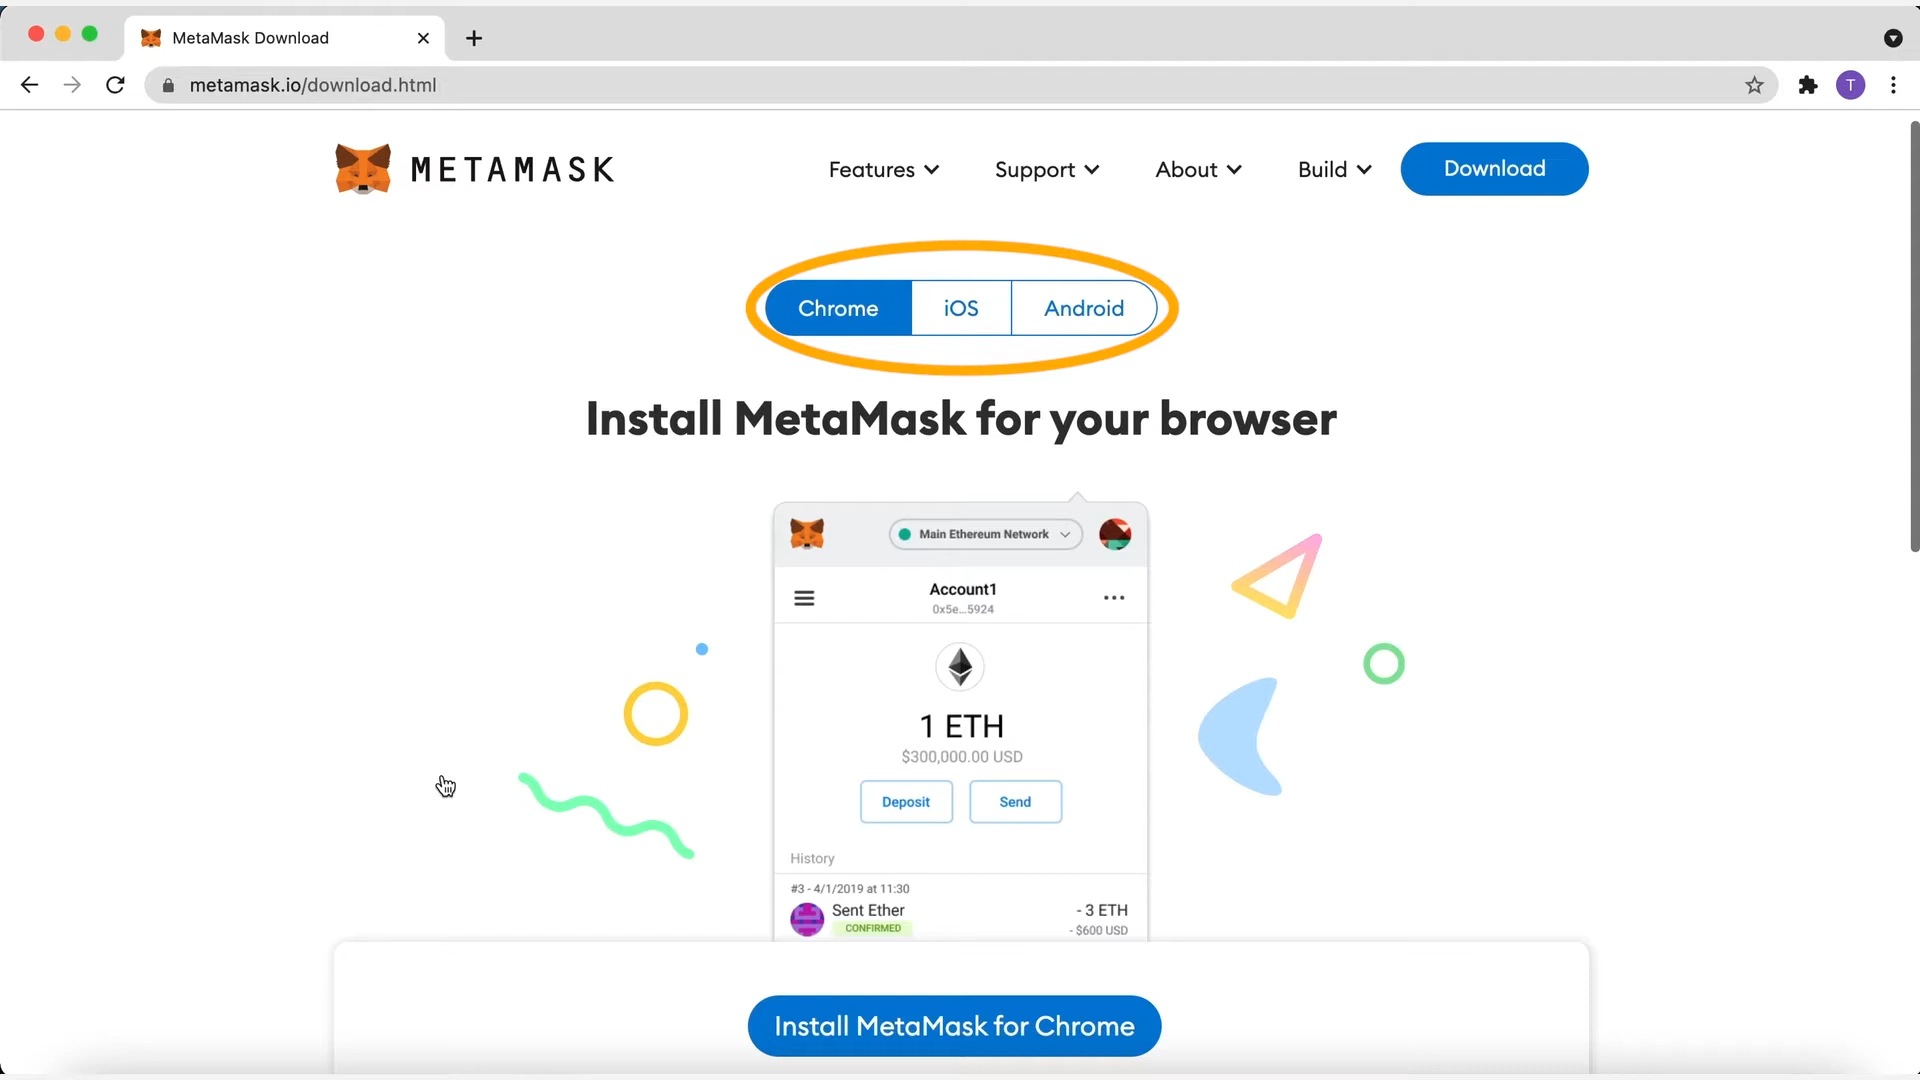 MetaMask Download
metamask.io/download.html
T
METAMASK
Features
Support
About
Build
Download
Chrome
iOS
Android
Install MetaMask for your browser
Main Ethereum Network
Account1
0x5e...5924
1 ETH
$300,000.00 USD
Deposit
Send
History
#3 - 4/1/2019 at 11:30
Sent Ether
- 3 ETH
CONFIRMED
- $600 USD
Install MetaMask for Chrome